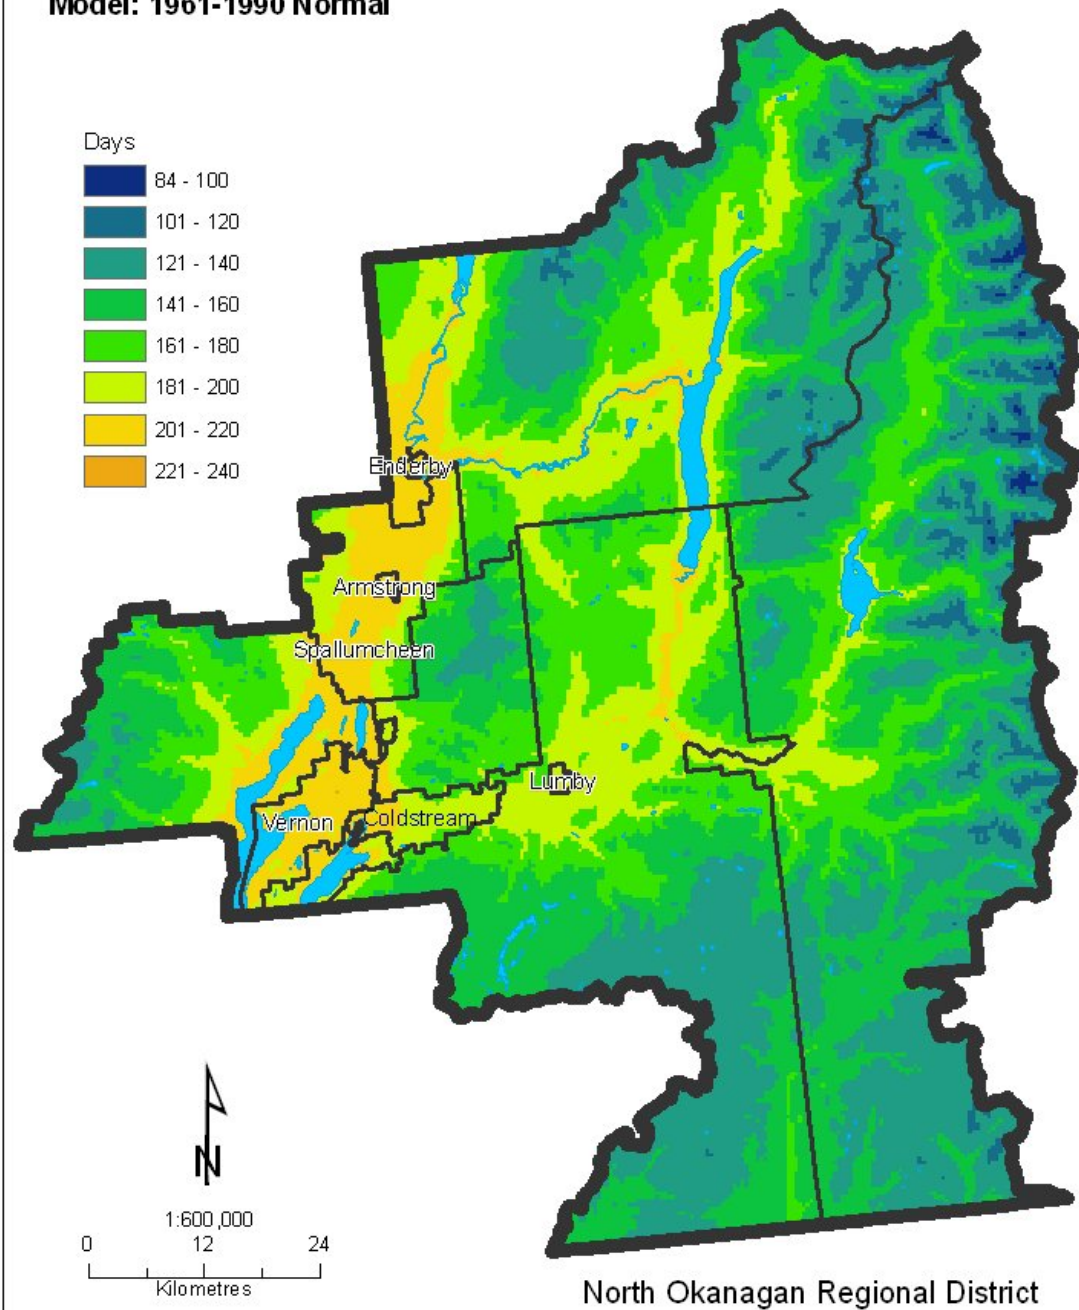 Model: 1961-1990 Normal
Days
84 - 100
101 - 120
121 - 140
141 - 160
161 - 180
181 - 200
201 - 220
221 - 240
Enderby
Armstrong
Spallumcheen
Lumby
Vernon
Coldstream
N
1:600,000
0 12 24
Kilometres
North Okanagan Regional District